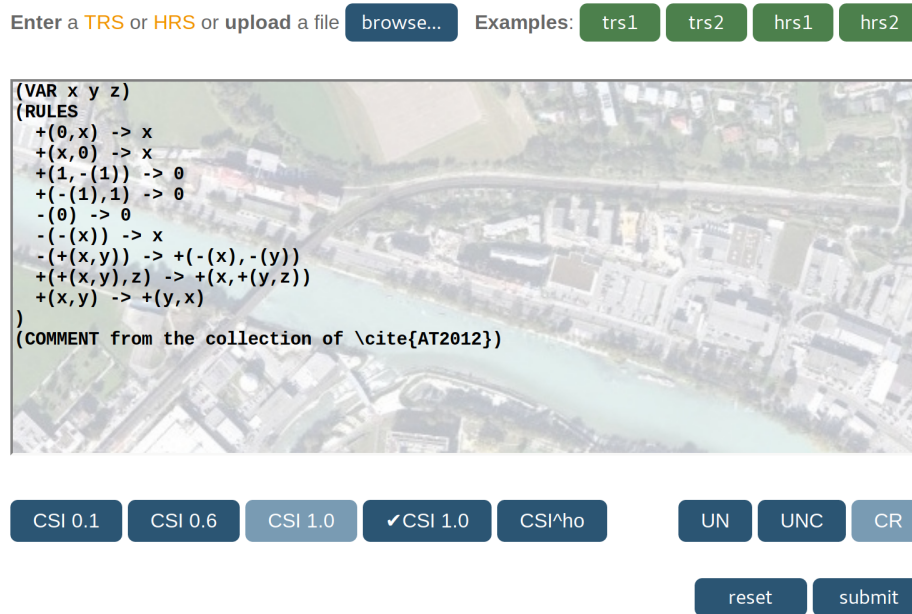 Enter a TRS or HRS or upload a file browse... Examples: trs1 trs2 hrs1 hrs2
(VAR x y z)
(RULES
  +(0,x) -> x
  +(x,0) -> x
  +(1,-(1)) -> 0
  +(-(1),1) -> 0
  -(0) -> 0
  -(-(x)) -> x
  -(+(x,y)) -> +(-(x),-(y))
  +(+(x,y),z) -> +(x,+(y,z))
  +(x,y) -> +(y,x)
)
(COMMENT from the collection of \cite{AT2012})
CSI 0.1 CSI 0.6 CSI 1.0 ✔CSI 1.0 CSI^ho UN UNC CR
reset submit